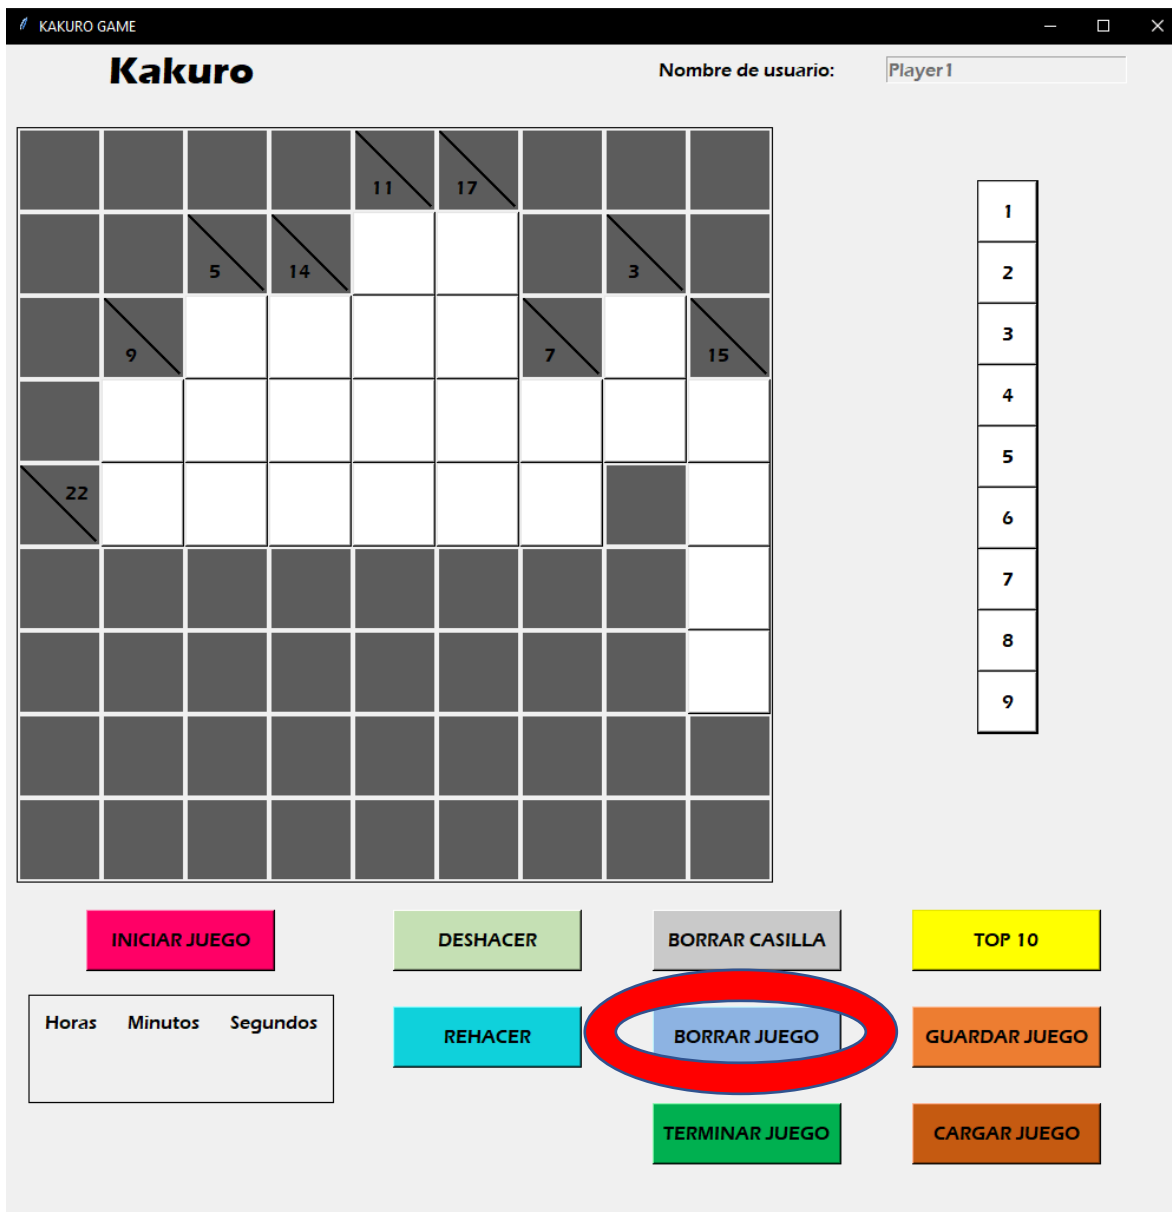 KAKURO GAME
Kakuro
Nombre de usuario: Player1
11 17
5 14 3
9 7 15
22
1
2
3
4
5
6
7
8
9
INICIAR JUEGO DESHACER BORRAR CASILLA TOP 10
Horas Minutos Segundos
REHACER BORRAR JUEGO GUARDAR JUEGO
TERMINAR JUEGO CARGAR JUEGO